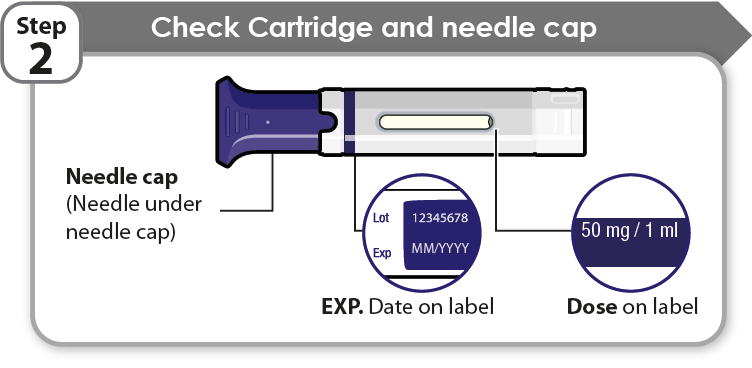 Step
2
Check Cartridge and needle cap
Needle cap
(Needle under
needle cap)
Lot 12345678
Exp MM/YYYY
EXP. Date on label
50 mg / 1 ml
Dose on label